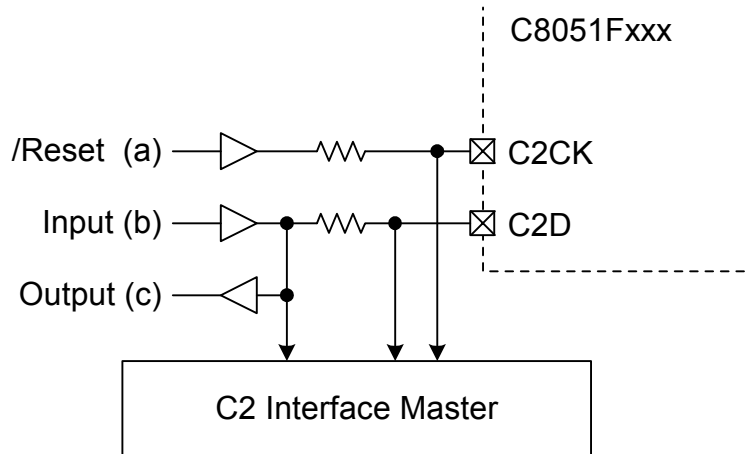 C8051Fxxx
/Reset (a)
C2CK
Input (b)
C2D
Output (c)
C2 Interface Master